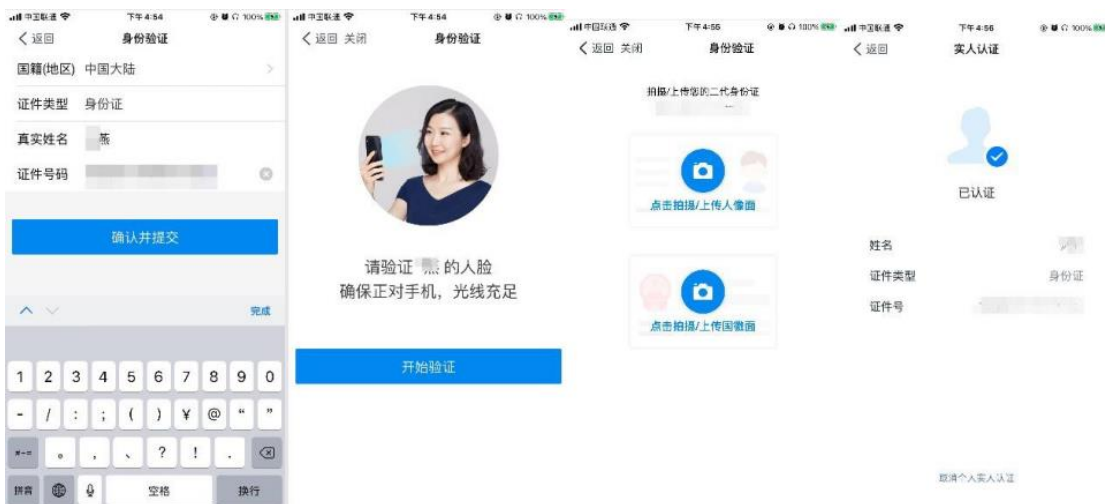 中国联通 下午4:54 100%
返回 身份验证
国籍(地区) 中国大陆
证件类型 身份证
真实姓名 燕
证件号码
确认并提交
完成
1 2 3 4 5 6 7 8 9 0
- / : ; ( ) ¥ @ “ ”
#+= 。 , 、 ? ! .
拼音 空格 换行
中国联通 下午4:54 100%
返回 关闭 身份验证
请验证 燕 的人脸
确保正对手机，光线充足
开始验证
中国联通 下午4:55 100%
返回 关闭 身份验证
拍摄/上传您的二代身份证
点击拍摄/上传人像面
点击拍摄/上传国徽面
中国联通 下午4:56 100%
返回 实人认证
已认证
姓名
证件类型 身份证
证件号
取消个人实人认证